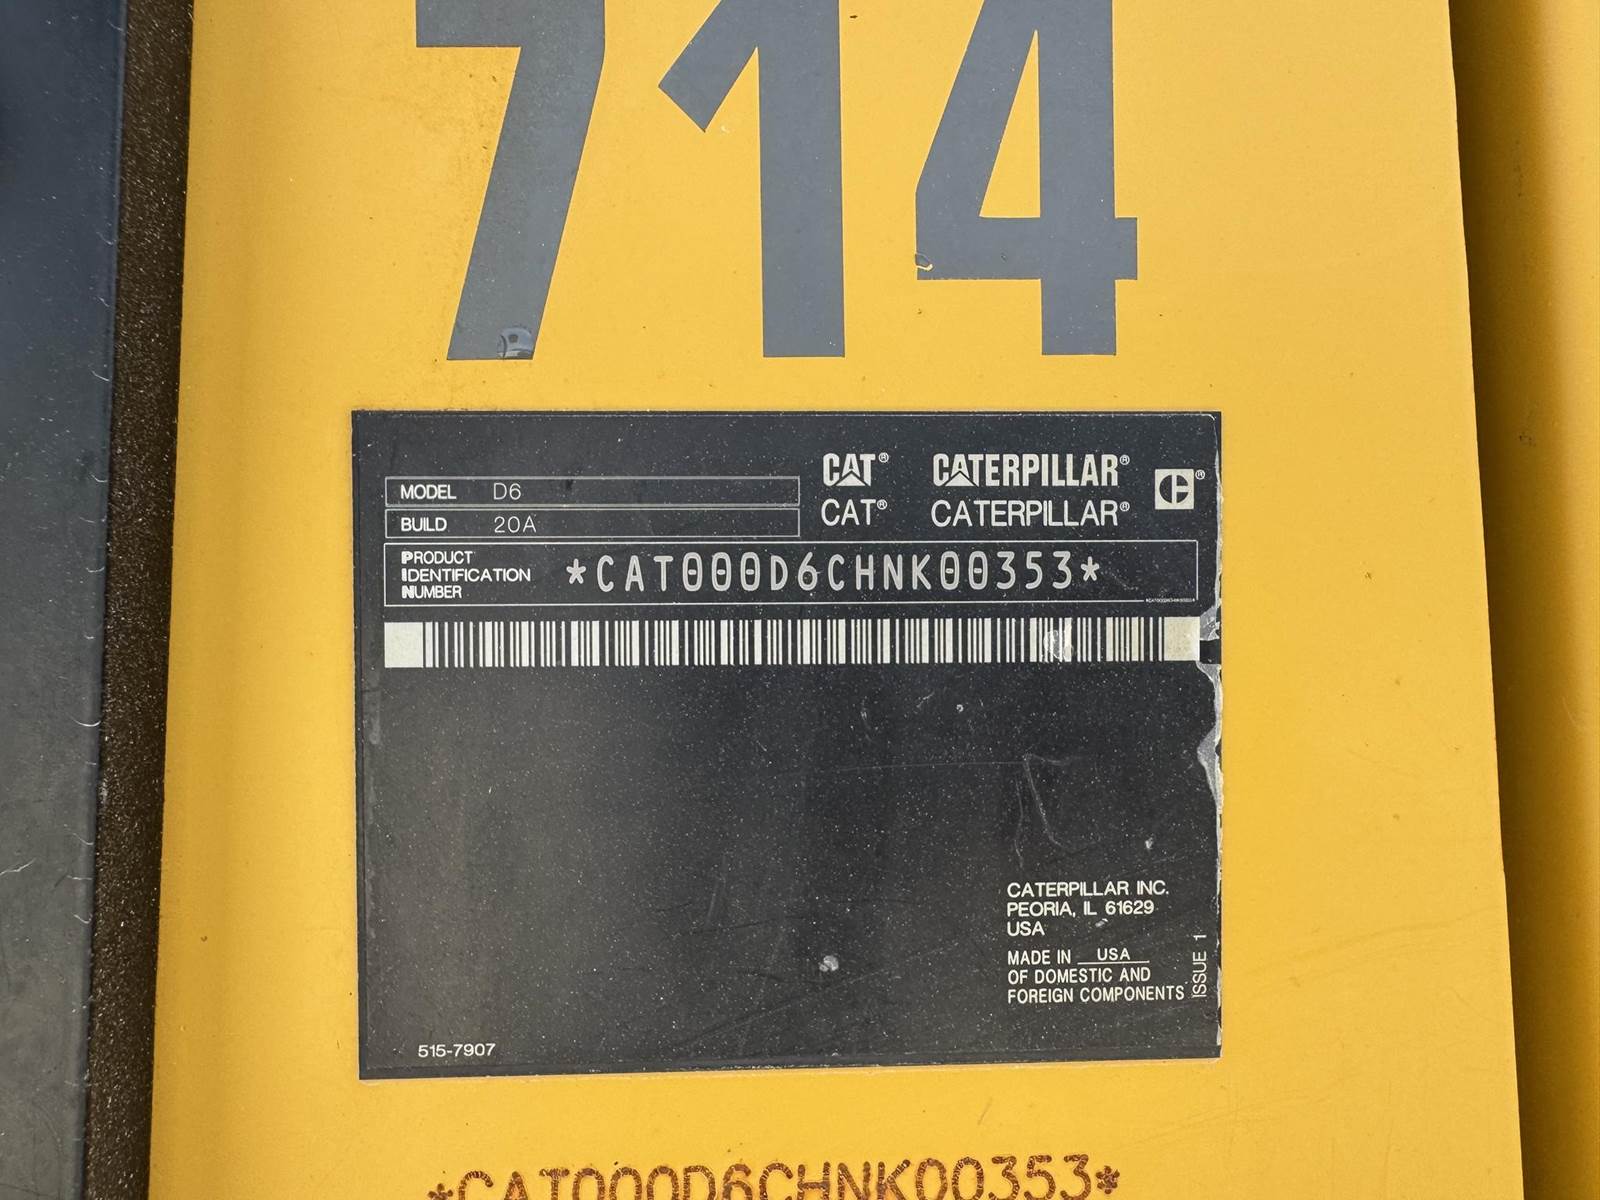 714
CAT® CATERPILLAR®
MODEL D6
CAT® CATERPILLAR®
BUILD 20A
PRODUCT
IDENTIFICATION
NUMBER
*CAT000D6CHNK00353*
CATERPILLAR INC.
PEORIA, IL 61629
USA
MADE IN USA
OF DOMESTIC AND
FOREIGN COMPONENTS
ISSUE 1
515-7907
*CAT000D6CHNK00353*